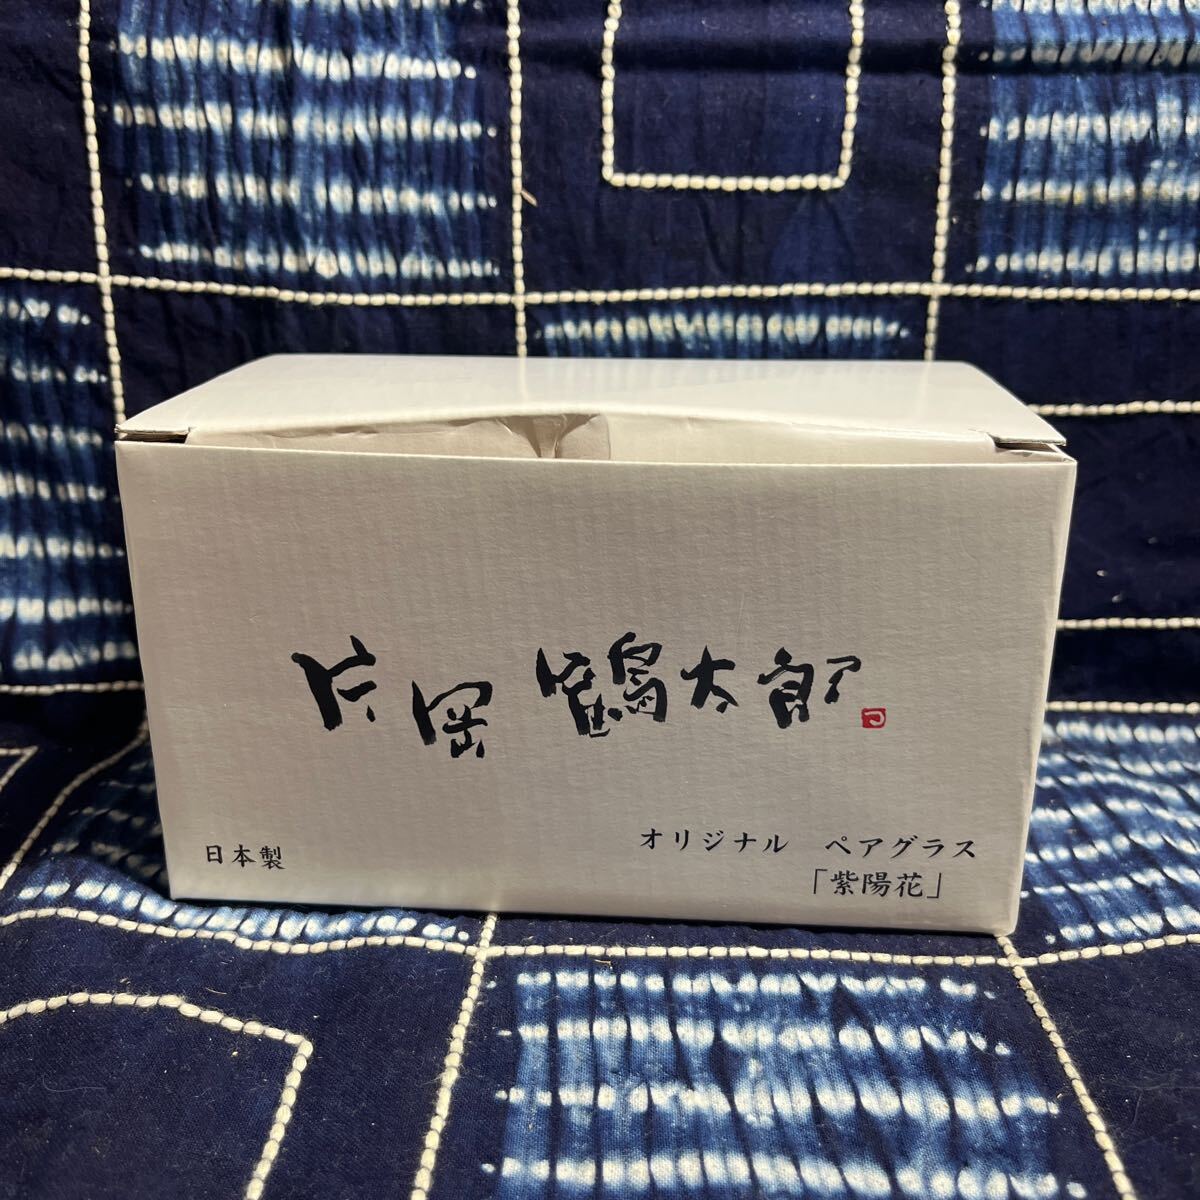 片岡鶴太郎
つ
日本製
オリジナル　ペアグラス
「紫陽花」